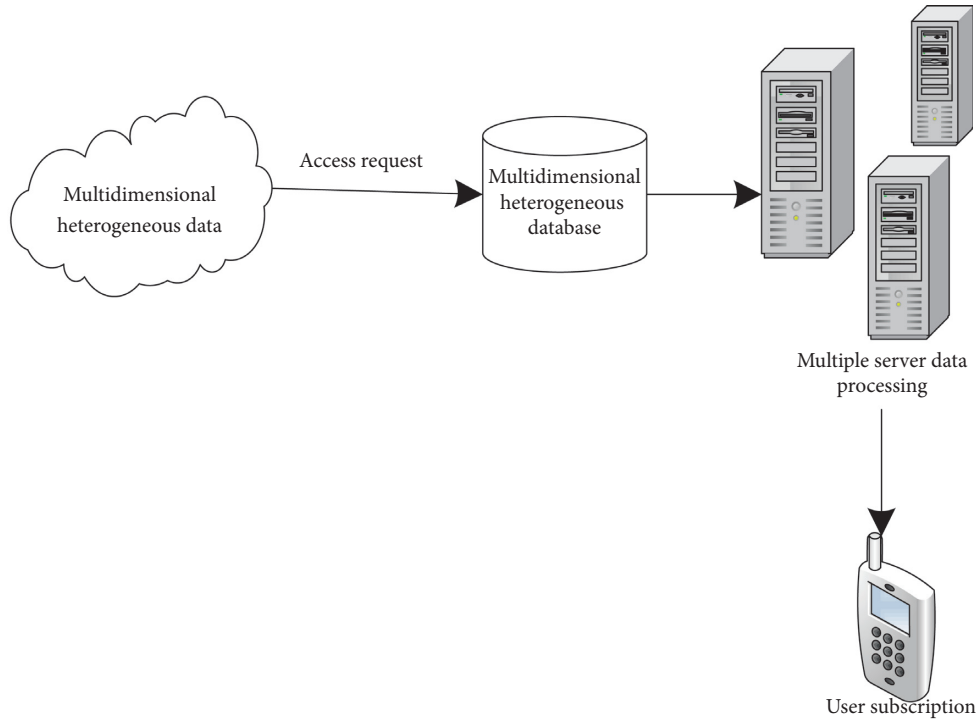 Multidimensional
heterogeneous data
Access request
Multidimensional
heterogeneous
database
Multiple server data
processing
User subscription